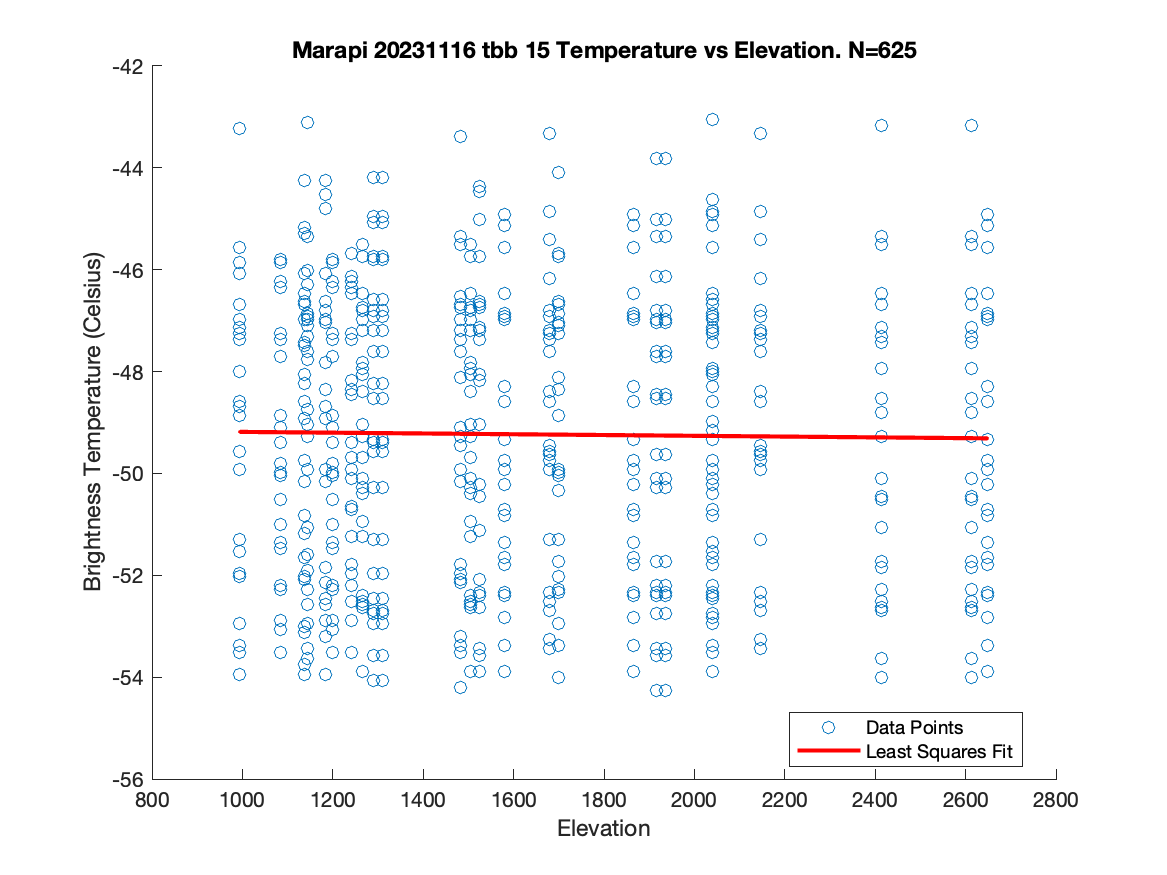 Marapi 20231116 tbb 15 Temperature vs Elevation. N=625
Brightness Temperature (Celsius)
-42
-44
-46
-48
-50
-52
-54
-56
Data Points
Least Squares Fit
800 1000 1200 1400 1600 1800 2000 2200 2400 2600 2800
Elevation